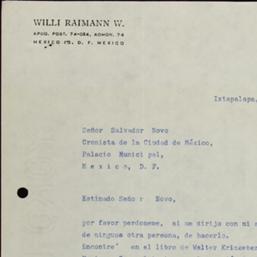 WILLI RAIMANN W.
APDO. POST. 74-084, ADMON. 74
MEXICO 13, D. F. MEXICO
Ixtapalapa,
Señor Salvador Novo
Cronista de la Ciudad de México,
Palacio Municipal,
Mexico, D. F.
Estimado Señor Novo,
por favor perdoneme, si me dirijo con mi
de ninguna otra persona, de hacerlo.
Encontre' en el libro de Walter